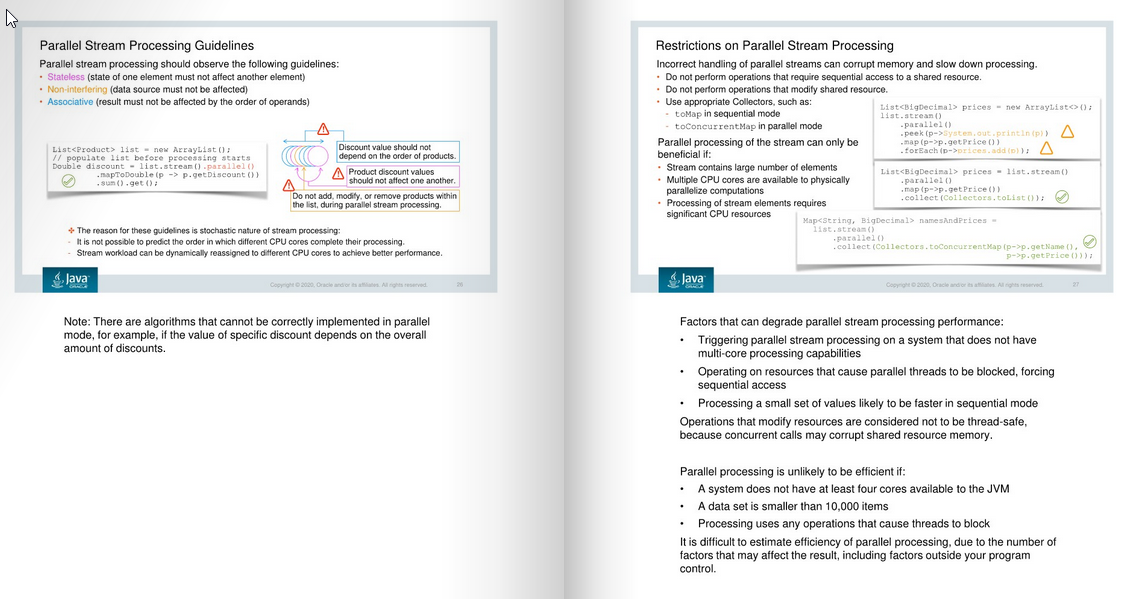 Parallel Stream Processing Guidelines
Parallel stream processing should observe the following guidelines:
• Stateless (state of one element must not affect another element)
• Non-interfering (data source must not be affected)
• Associative (result must not be affected by the order of operands)
List<Product> list = new ArrayList();
// populate list before processing starts
Double discount = list.stream().parallel()
.mapToDouble(p -> p.getDiscount())
.sum().get();
Discount value should not
depend on the order of products.
Product discount values
should not affect one another.
Do not add, modify, or remove products within
the list, during parallel stream processing.
❖ The reason for these guidelines is stochastic nature of stream processing:
- It is not possible to predict the order in which different CPU cores complete their processing.
- Stream workload can be dynamically reassigned to different CPU cores to achieve better performance.
Java
ORACLE
Copyright © 2020, Oracle and/or its affiliates. All rights reserved.
26
Note: There are algorithms that cannot be correctly implemented in parallel
mode, for example, if the value of specific discount depends on the overall
amount of discounts.
Restrictions on Parallel Stream Processing
Incorrect handling of parallel streams can corrupt memory and slow down processing.
• Do not perform operations that require sequential access to a shared resource.
• Do not perform operations that modify shared resource.
• Use appropriate Collectors, such as:
- toMap in sequential mode
- toConcurrentMap in parallel mode
Parallel processing of the stream can only be
beneficial if:
• Stream contains large number of elements
• Multiple CPU cores are available to physically
parallelize computations
• Processing of stream elements requires
significant CPU resources
List<BigDecimal> prices = new ArrayList<>();
list.stream()
.parallel()
.peek(p->System.out.println(p))
.map(p->p.getPrice())
.forEach(p->prices.add(p));
List<BigDecimal> prices = list.stream()
.parallel()
.map(p->p.getPrice())
.collect(Collectors.toList());
Map<String, BigDecimal> namesAndPrices =
list.stream()
.parallel()
.collect(Collectors.toConcurrentMap(p->p.getName(),
p->p.getPrice()));
Java
ORACLE
Copyright © 2020, Oracle and/or its affiliates. All rights reserved.
27
Factors that can degrade parallel stream processing performance:
• Triggering parallel stream processing on a system that does not have
multi-core processing capabilities
• Operating on resources that cause parallel threads to be blocked, forcing
sequential access
• Processing a small set of values likely to be faster in sequential mode
Operations that modify resources are considered not to be thread-safe,
because concurrent calls may corrupt shared resource memory.
Parallel processing is unlikely to be efficient if:
• A system does not have at least four cores available to the JVM
• A data set is smaller than 10,000 items
• Processing uses any operations that cause threads to block
It is difficult to estimate efficiency of parallel processing, due to the number of
factors that may affect the result, including factors outside your program
control.